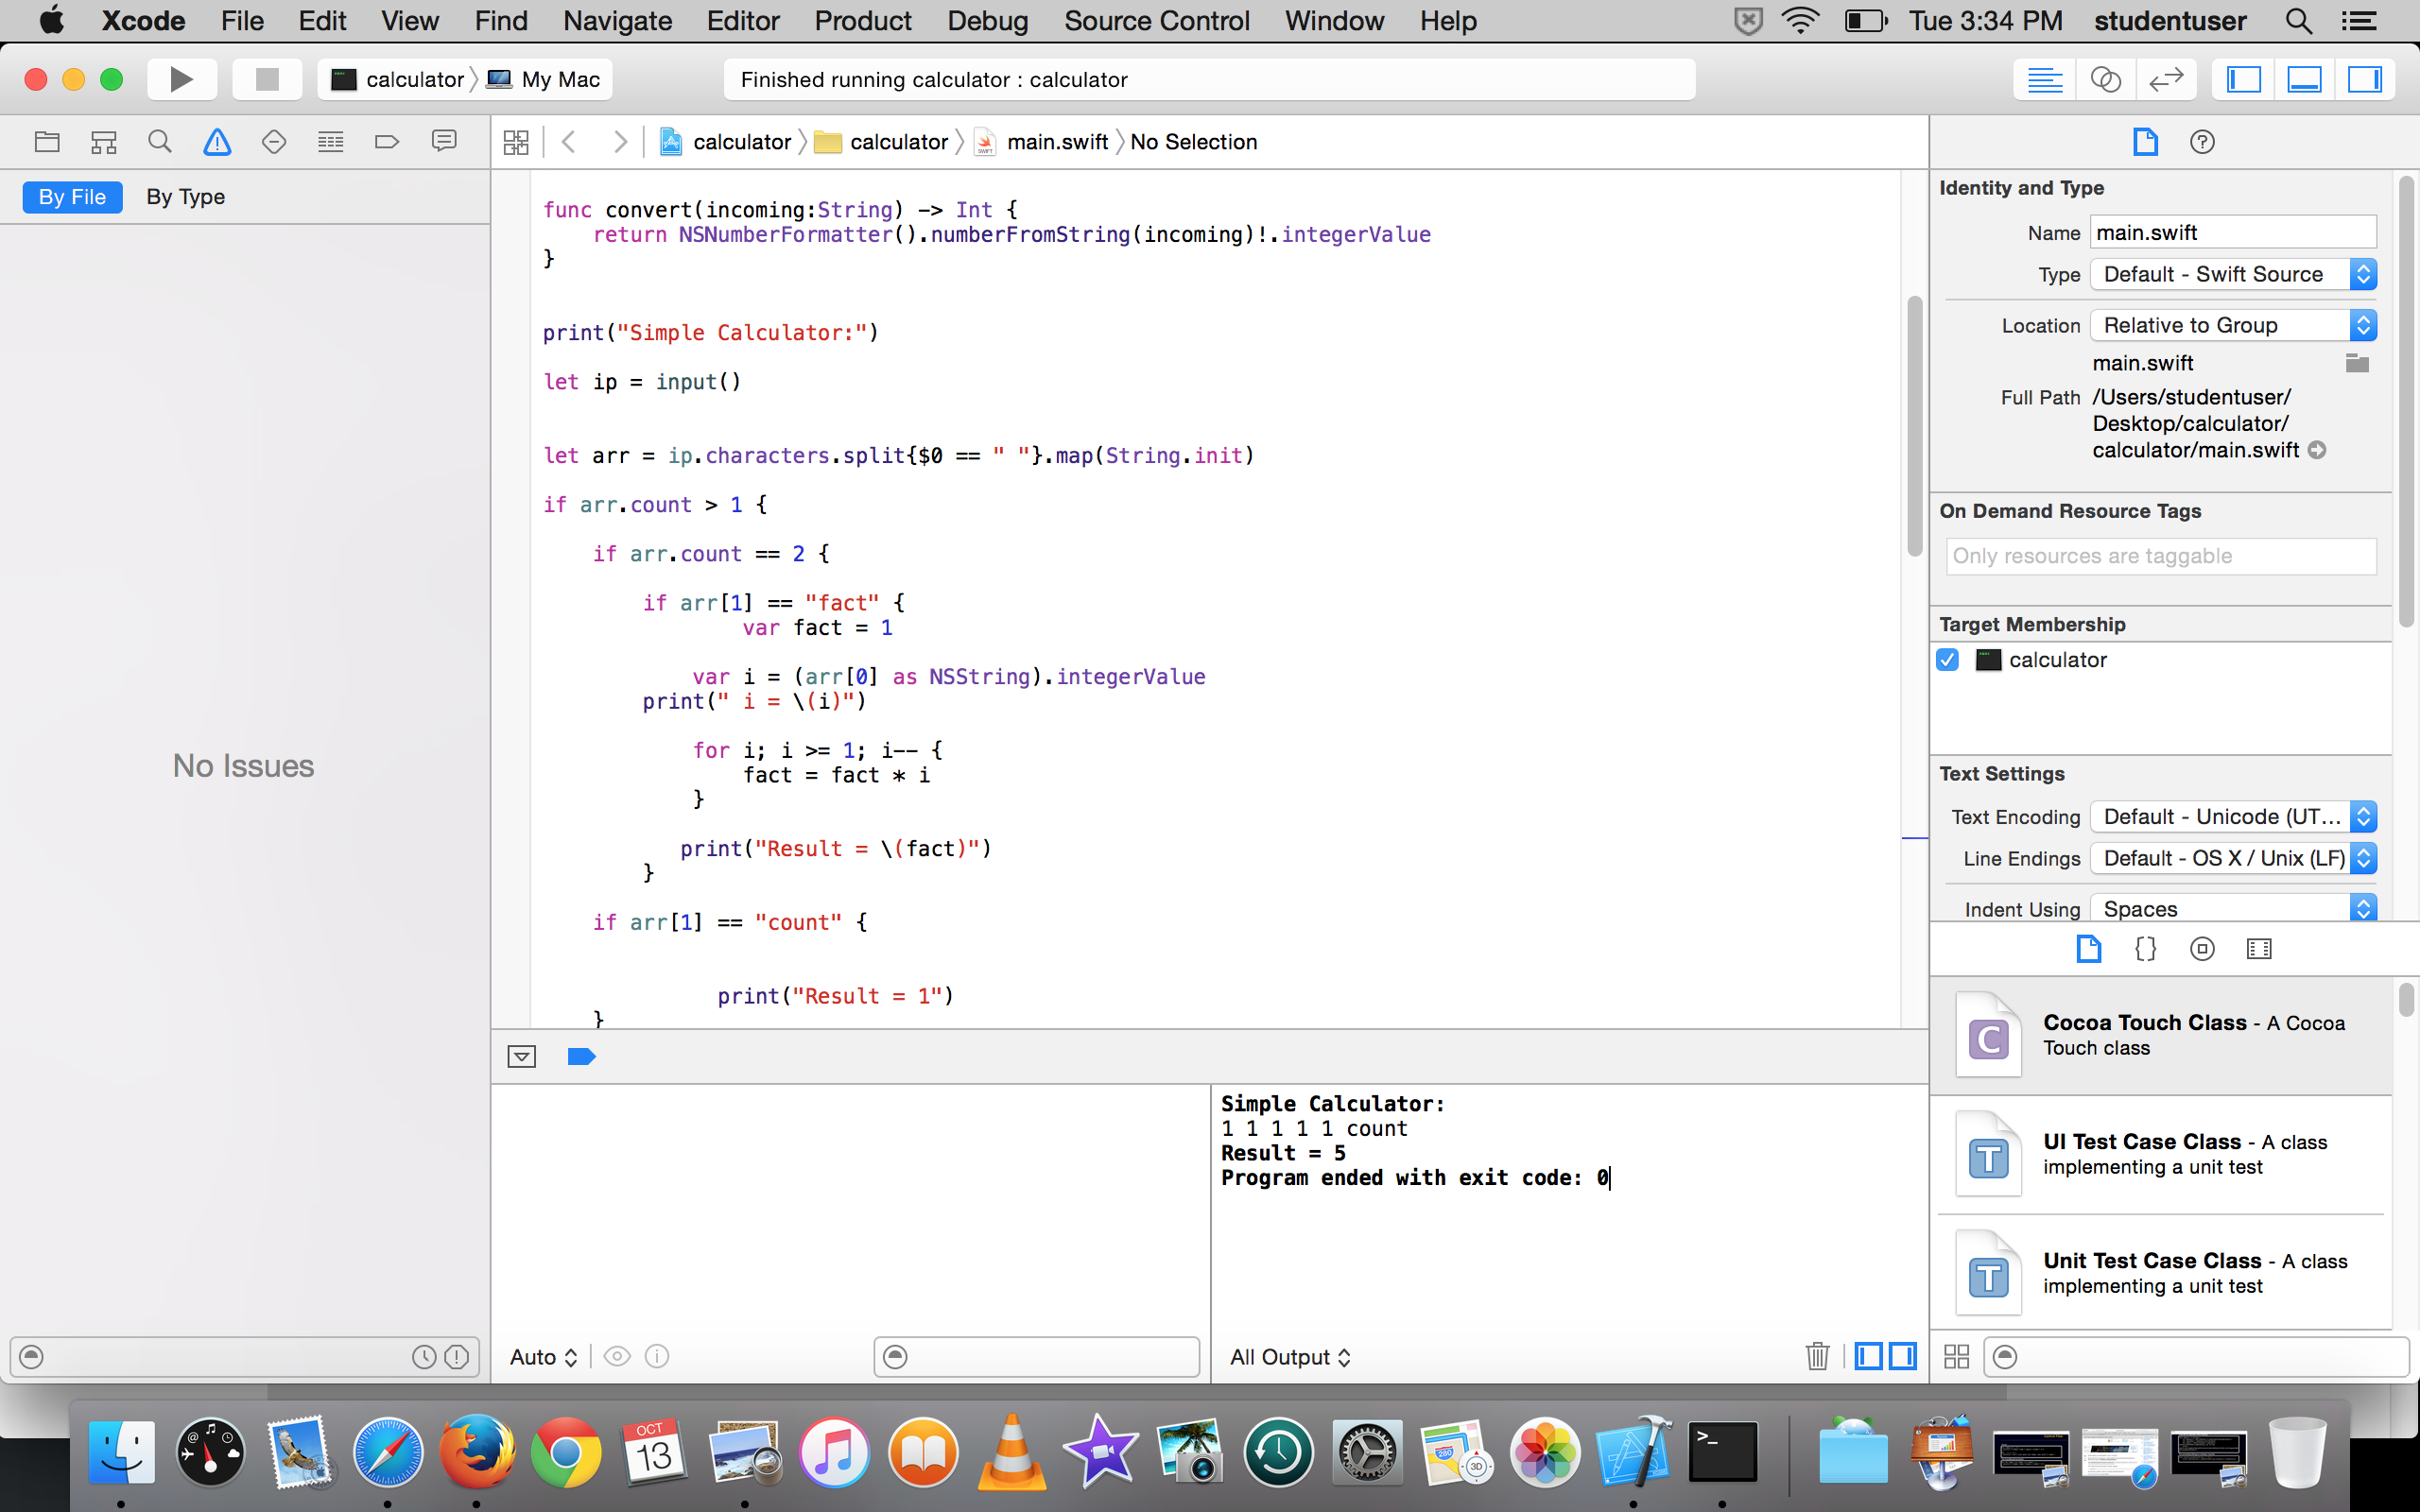 Xcode File Edit View Find Navigate Editor Product Debug Source Control Window Help Tue 3:34 PM studentuser
calculator My Mac
Finished running calculator : calculator
calculator calculator main.swift No Selection
By File By Type
No Issues
func convert(incoming:String) -> Int {
return NSNumberFormatter().numberFromString(incoming)!.integerValue
}
print("Simple Calculator:")
let ip = input()
let arr = ip.characters.split{$0 == " "}.map(String.init)
if arr.count > 1 {
if arr.count == 2 {
if arr[1] == "fact" {
var fact = 1
var i = (arr[0] as NSString).integerValue
print(" i = \(i)")
for i; i >= 1; i-- {
fact = fact * i
}
print("Result = \(fact)")
}
if arr[1] == "count" {
print("Result = 1")
}
Simple Calculator:
1 1 1 1 1 count
Result = 5
Program ended with exit code: 0
Auto
All Output
Identity and Type
Name main.swift
Type Default - Swift Source
Location Relative to Group
main.swift
Full Path /Users/studentuser/
Desktop/calculator/
calculator/main.swift
On Demand Resource Tags
Only resources are taggable
Target Membership
calculator
Text Settings
Text Encoding Default - Unicode (UT...
Line Endings Default - OS X / Unix (LF)
Indent Using Spaces
{}
C
Cocoa Touch Class - A Cocoa
Touch class
T
UI Test Case Class - A class
implementing a unit test
T
Unit Test Case Class - A class
implementing a unit test
OCT
13
280
3D
>_